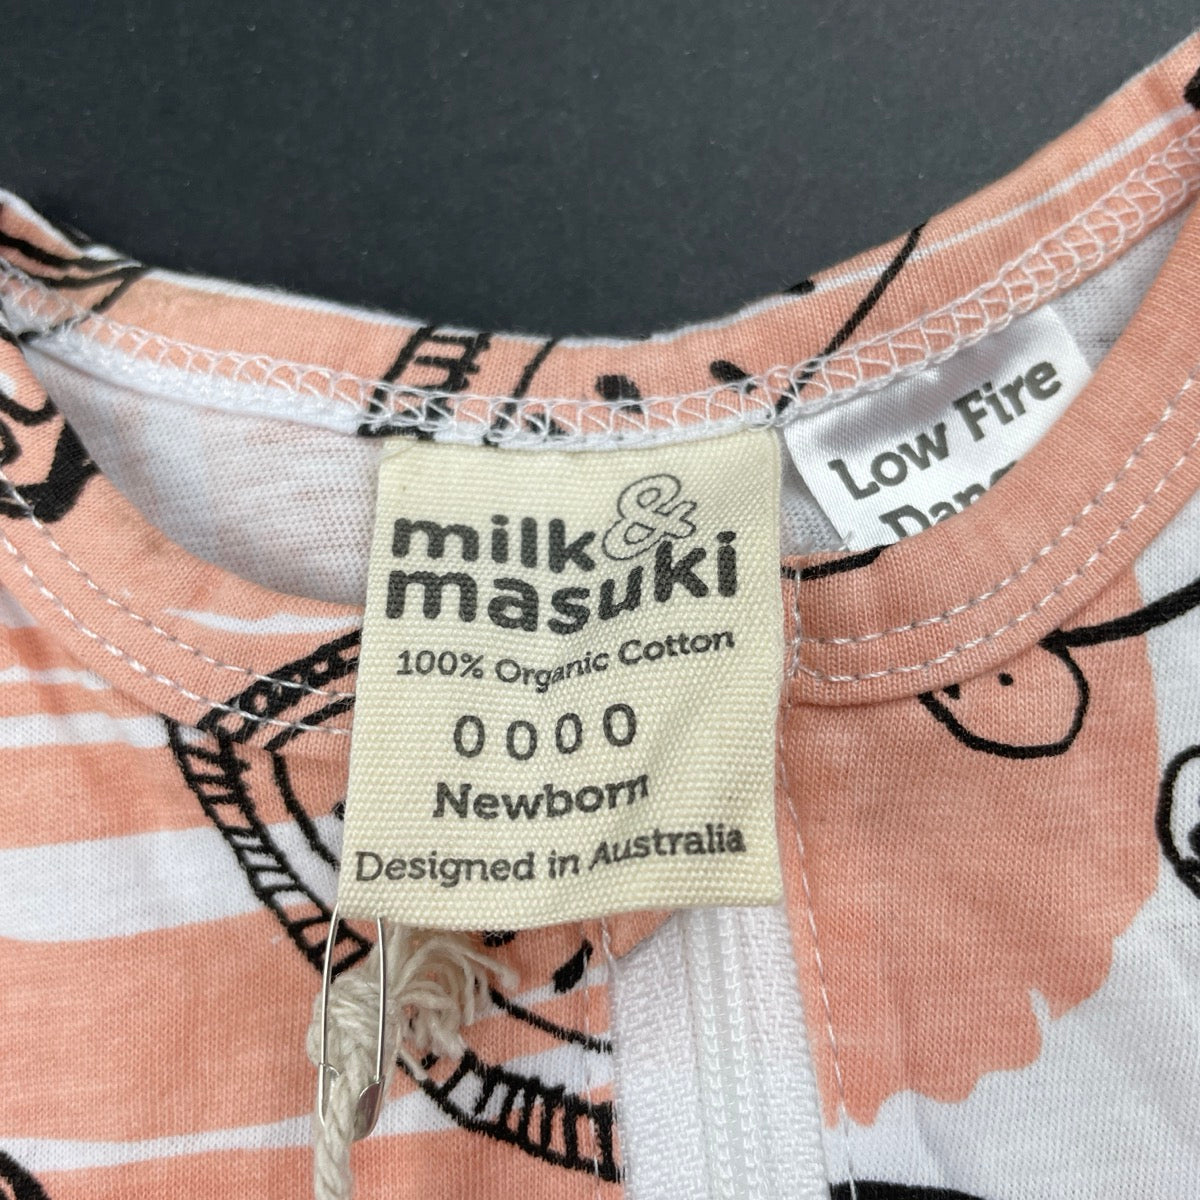 milk &
masuki
100% Organic Cotton
0000
Newborn
Designed in Australia
Low Fire